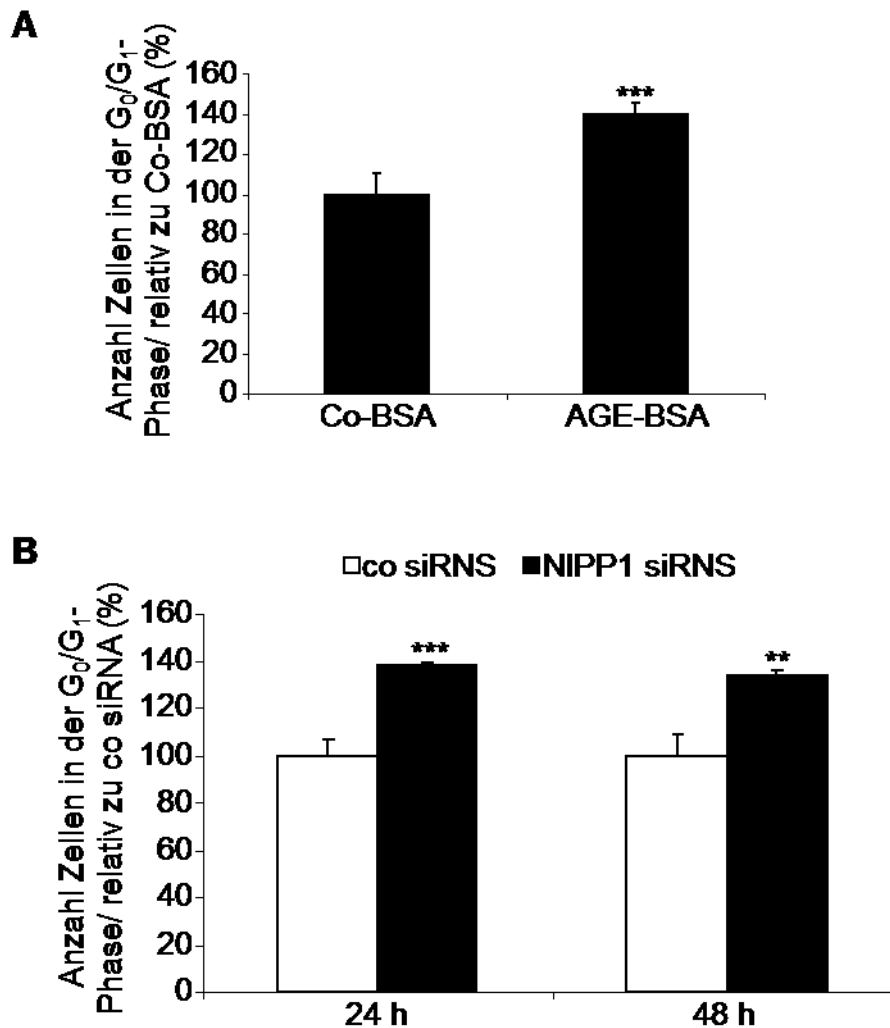 A
Anzahl Zellen in der G₀/G₁-
Phase/ relativ zu Co-BSA (%)
160
140
120
100
80
60
40
20
0
***
Co-BSA AGE-BSA
B
co siRNS NIPP1 siRNS
Anzahl Zellen in der G₀/G₁-
Phase/ relativ zu co siRNA (%)
160
140
120
100
80
60
40
20
0
*** **
24 h 48 h